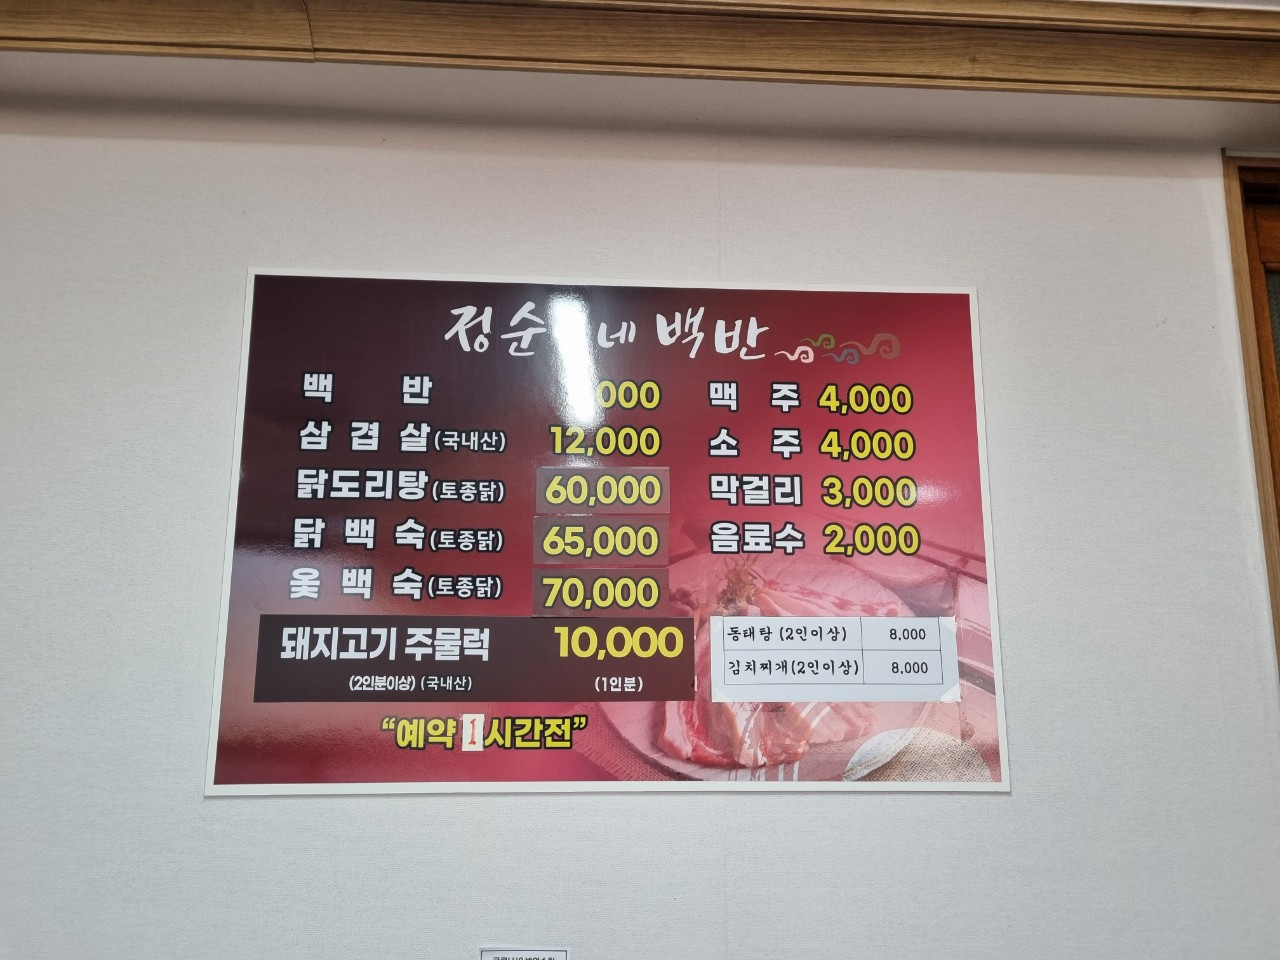 정순 네 백반
백 반 000
삼 겹 살 (국내산) 12,000
닭도리탕 (토종닭) 60,000
닭 백 숙 (토종닭) 65,000
옻 백 숙 (토종닭) 70,000
돼지고기 주물럭 10,000
(2인분이상) (국내산) (1인분)
"예약 1시간전"
맥 주 4,000
소 주 4,000
막걸리 3,000
음료수 2,000
동태탕 (2인이상) 8,000
김치찌개(2인이상) 8,000